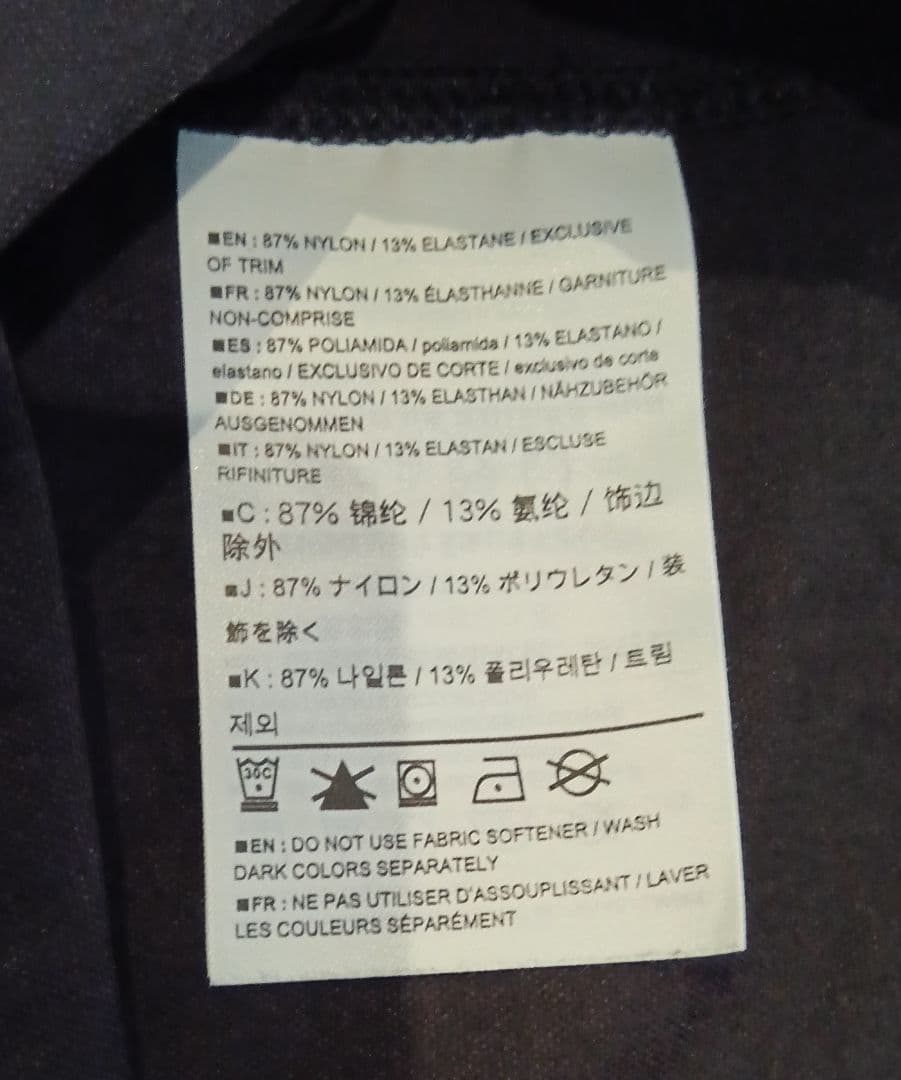 ■EN : 87% NYLON / 13% ELASTANE / EXCLUSIVE
OF TRIM
■FR : 87% NYLON / 13% ÉLASTHANNE / GARNITURE
NON-COMPRISE
■ES : 87% POLIAMIDA / poliamida / 13% ELASTANO /
elastano / EXCLUSIVO DE CORTE / exclusivo de corte
■DE : 87% NYLON / 13% ELASTHAN / NÄHZUBEHÖR
AUSGENOMMEN
■IT : 87% NYLON / 13% ELASTAN / ESCLUSE
RIFINITURE
■C : 87% 锦纶 / 13% 氨纶 / 饰边
除外
■J : 87% ナイロン / 13% ポリウレタン / 装
飾を除く
■K : 87% 나일론 / 13% 폴리우레탄 / 트림
제외
30C
■EN : DO NOT USE FABRIC SOFTENER / WASH
DARK COLORS SEPARATELY
■FR : NE PAS UTILISER D'ASSOUPLISSANT / LAVER
LES COULEURS SÉPARÉMENT